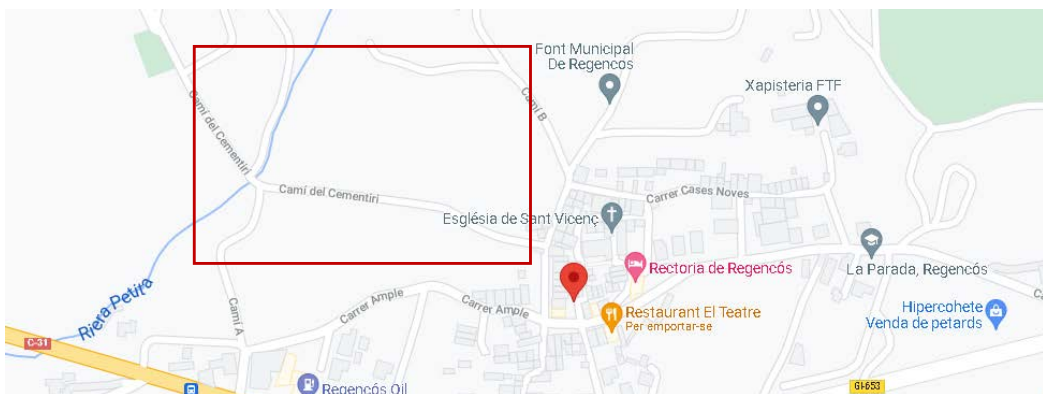 Font Municipal
De Regencos
Xapisteria FTF
Camí del Cementiri
Camí B
Camí del Cementiri
Carrer Cases Noves
Església de Sant Vicenç
Rectoria de Regencós
La Parada, Regencós
Riera Petita
Camí A
Carrer Ample
Carrer Ample
Restaurant El Teatre
Per emportar-se
Hipercohete
Venda de petards
C-31
Regencós Oil
GI-653